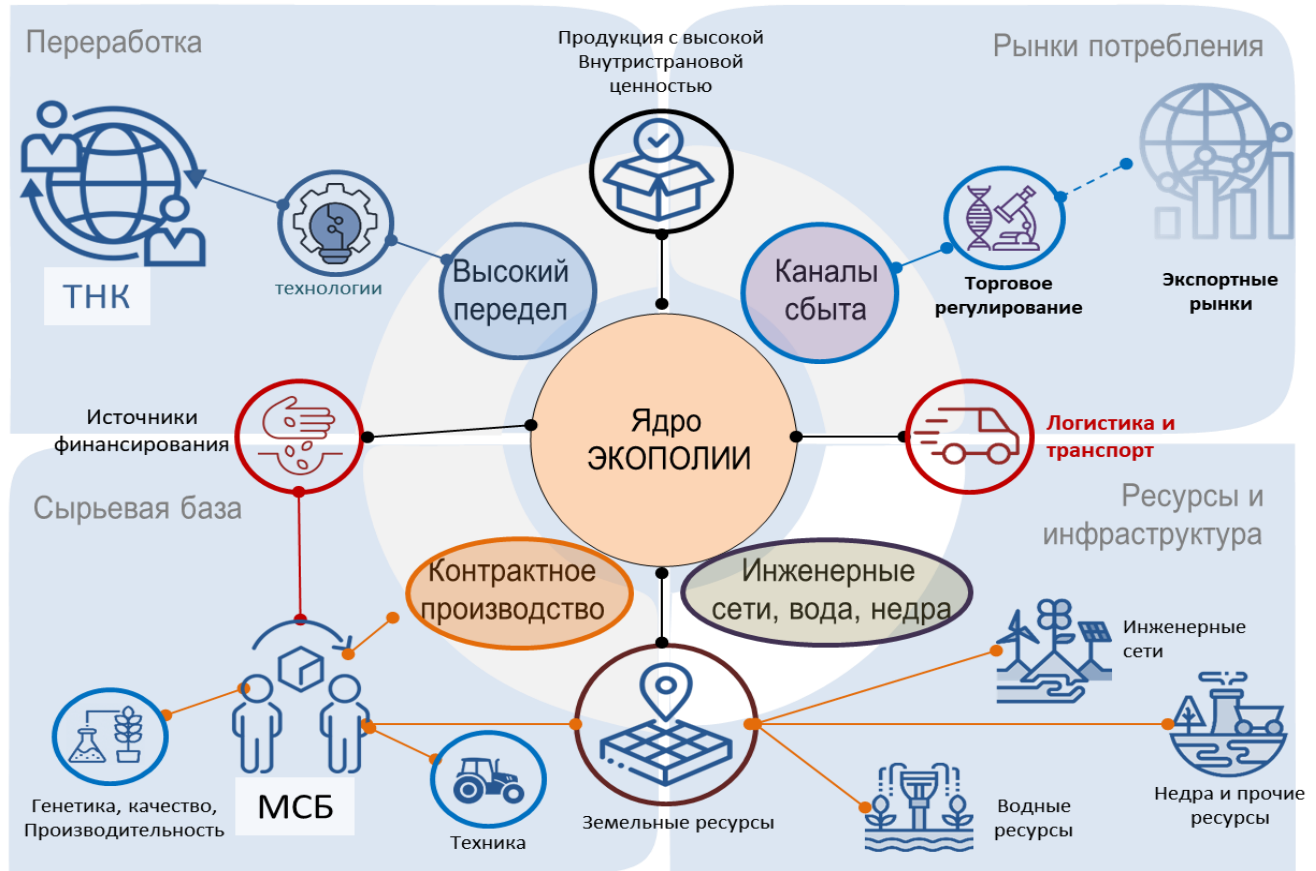 Переработка
Продукция с высокой
Внутристрановой
ценностью
Рынки потребления
ТНК
технологии
Высокий
передел
Каналы
сбыта
Торговое
регулирование
Экспортные
рынки
Источники
финансирования
Ядро
ЭКОПОЛИИ
Логистика и
транспорт
Сырьевая база
Ресурсы и
инфраструктура
Контрактное
производство
Инженерные
сети, вода, недра
Инженерные
сети
Генетика, качество,
Производительность
МСБ
Техника
Земельные ресурсы
Водные
ресурсы
Недра и прочие
ресурсы